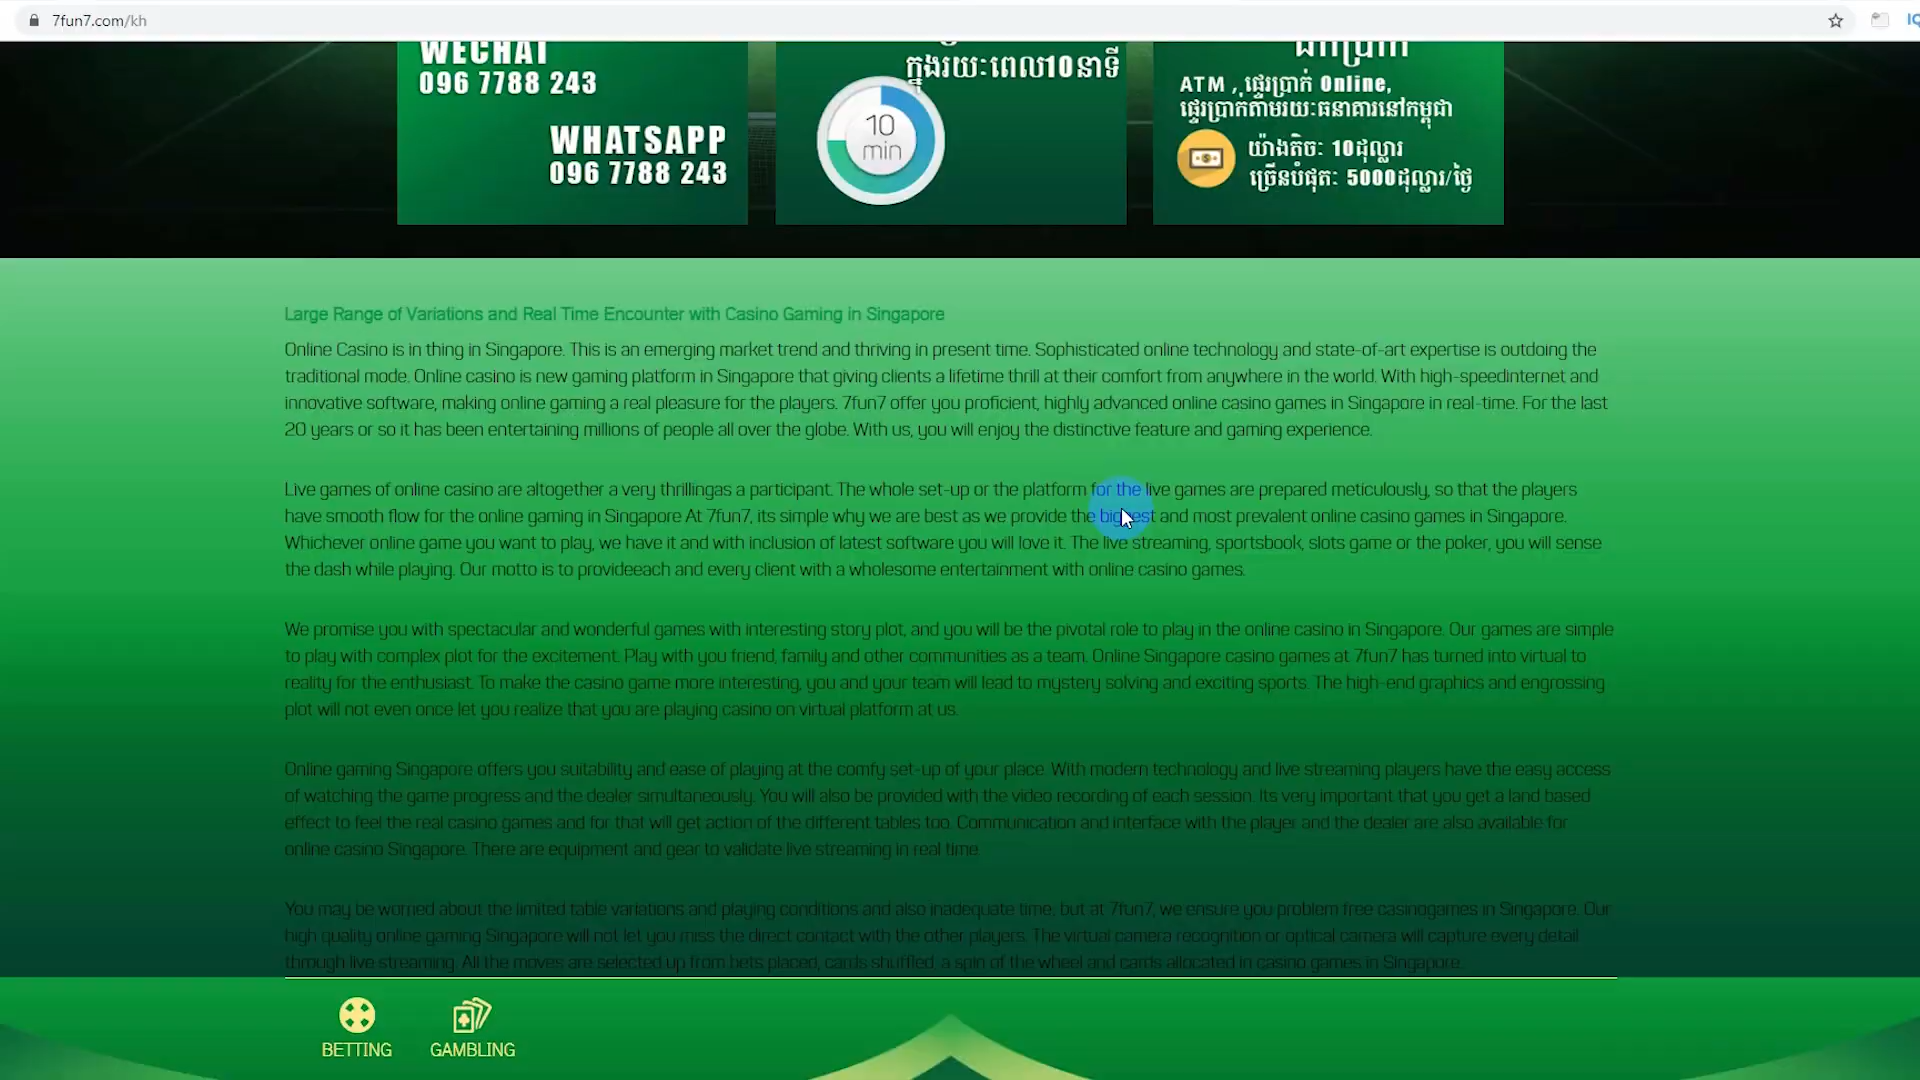 7fun7.com/kh
WECHAT
096 7788 243
WHATSAPP
096 7788 243
ក្នុងរយៈពេល10នាទី
10
min
ដកប្រាក់
ATM , ផ្ទេរប្រាក់ Online,
ផ្ទេរប្រាក់តាមរយៈធនាគារនៅកម្ពុជា
យ៉ាងតិច: 10ដុល្លារ
ច្រើនបំផុត: 5000ដុល្លារ/ថ្ងៃ
Large Range of Variations and Real Time Encounter with Casino Gaming in Singapore
Online Casino is in thing in Singapore. This is an emerging market trend and thriving in present time. Sophisticated online technology and state-of-art expertise is outdoing the
traditional mode. Online casino is new gaming platform in Singapore that giving clients a lifetime thrill at their comfort from anywhere in the world. With high-speedinternet and
innovative software, making online gaming a real pleasure for the players. 7fun7 offer you proficient, highly advanced online casino games in Singapore in real-time. For the last
20 years or so it has been entertaining millions of people all over the globe. With us, you will enjoy the distinctive feature and gaming experience.
Live games of online casino are altogether a very thrillingas a participant. The whole set-up or the platform for the live games are prepared meticulously, so that the players
have smooth flow for the online gaming in Singapore At 7fun7, its simple why we are best as we provide the biggest and most prevalent online casino games in Singapore.
Whichever online game you want to play, we have it and with inclusion of latest software you will love it. The live streaming, sportsbook, slots game or the poker, you will sense
the dash while playing. Our motto is to provideeach and every client with a wholesome entertainment with online casino games.
We promise you with spectacular and wonderful games with interesting story plot, and you will be the pivotal role to play in the online casino in Singapore. Our games are simple
to play with complex plot for the excitement. Play with you friend, family and other communities as a team. Online Singapore casino games at 7fun7 has turned into virtual to
reality for the enthusiast. To make the casino game more interesting, you and your team will lead to mystery solving and exciting sports. The high-end graphics and engrossing
plot will not even once let you realize that you are playing casino on virtual platform at us.
Online gaming Singapore offers you suitability and ease of playing at the comfy set-up of your place. With modern technology and live streaming players have the easy access
of watching the game progress and the dealer simultaneously. You will also be provided with the video recording of each session. Its very important that you get a land based
effect to feel the real casino games and for that will get action of the different tables too. Communication and interface with the player and the dealer are also available for
online casino Singapore. There are equipment and gear to validate live streaming in real time.
You may be worried about the limited table variations and playing conditions and also inadequate time; but at 7fun7, we ensure you problem free casinogames in Singapore. Our
high quality online gaming Singapore will not let you miss the direct contact with the other players. The virtual camera recognition or optical camera will capture every detail
through live streaming. All the moves are selected up from bets placed, cards shuffled, a spin of the wheel and cards allocated in casino games in Singapore.
BETTING
GAMBLING